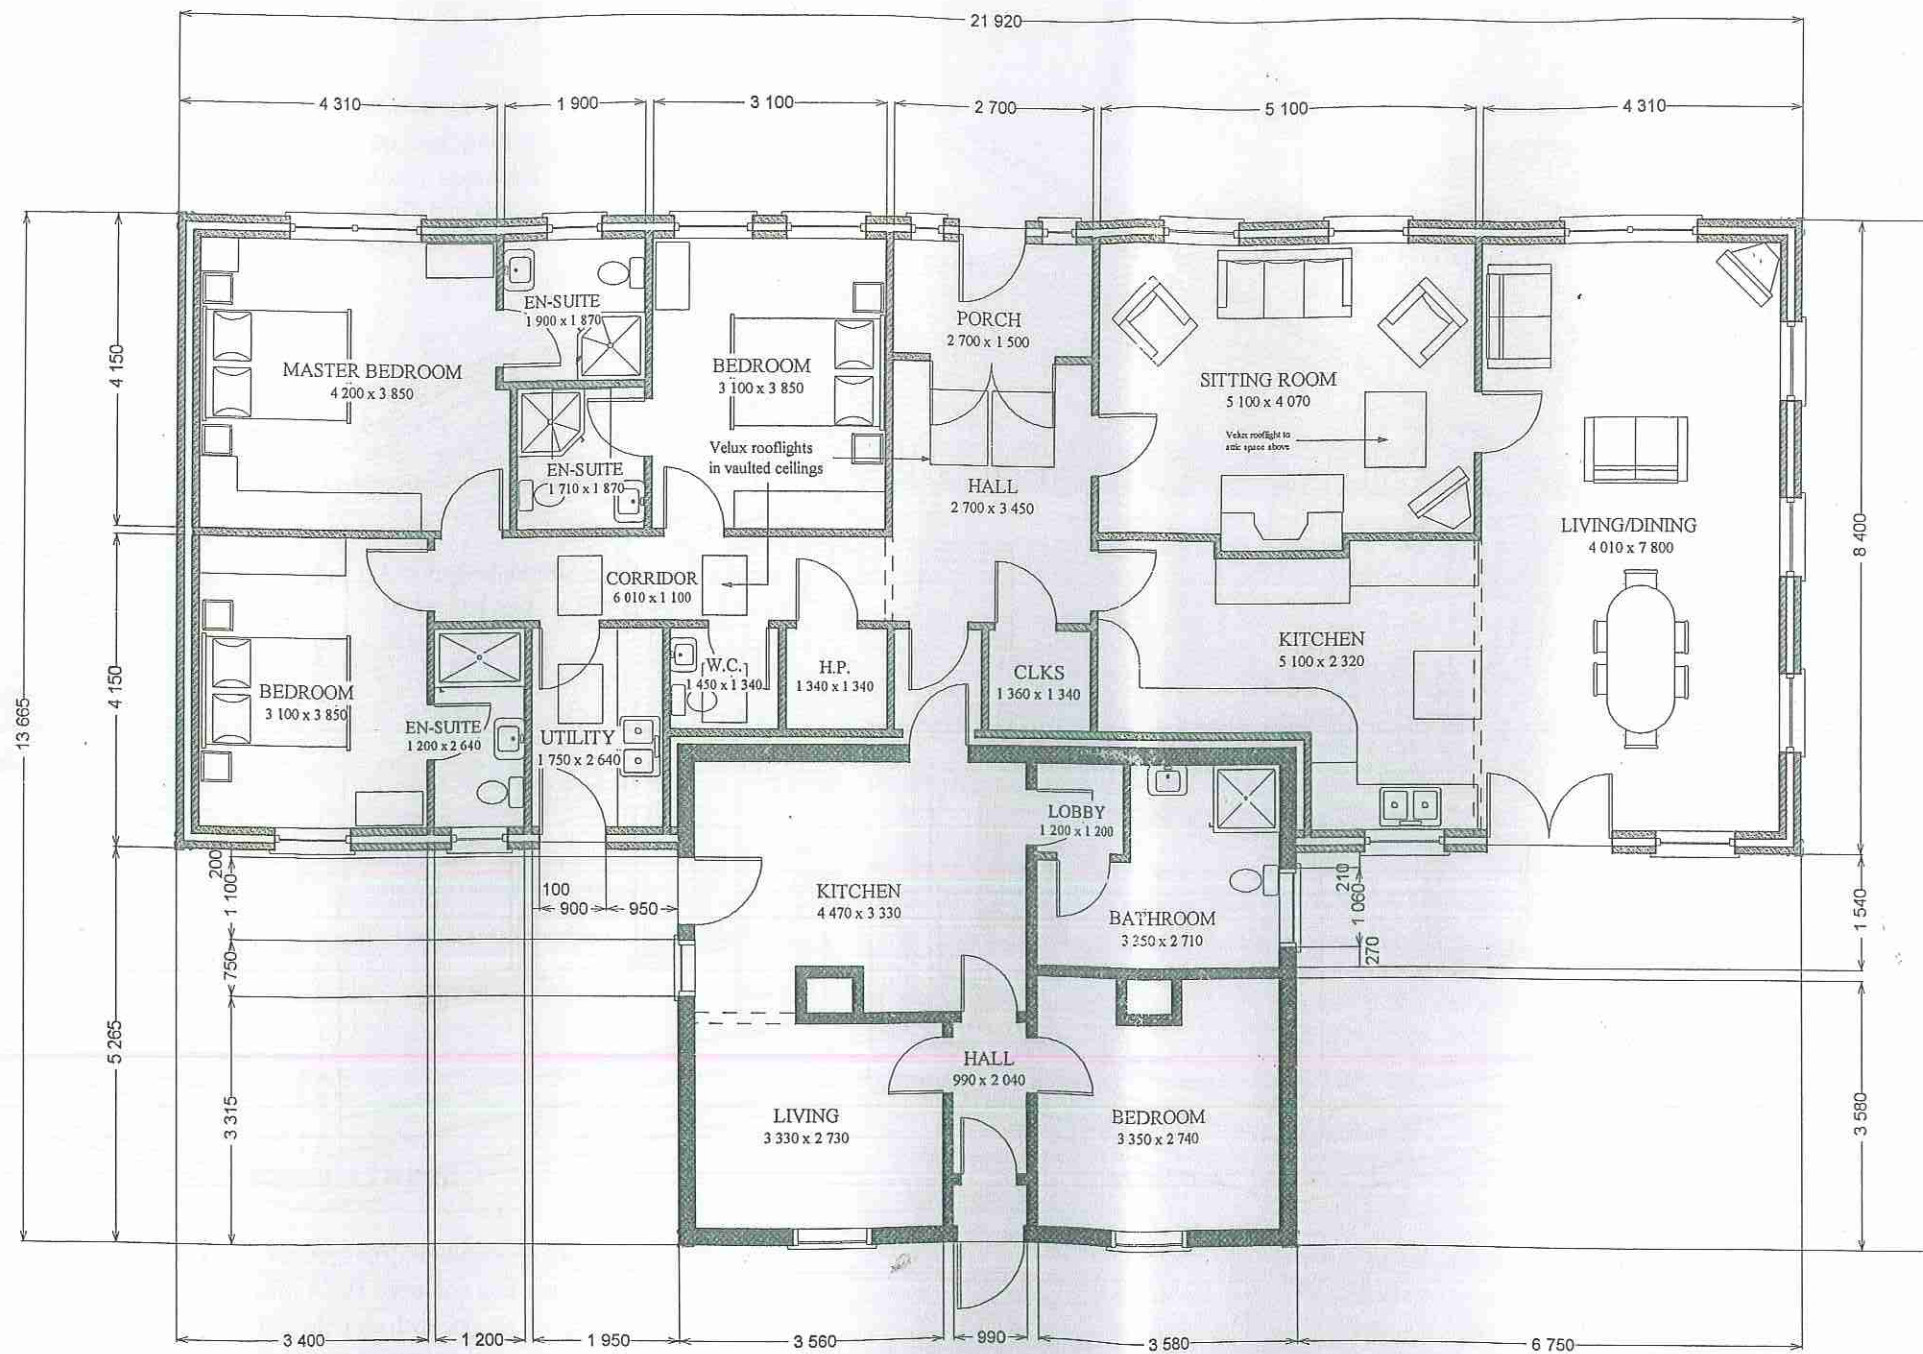 21 920
4 310
1 900
3 100
2 700
5 100
4 310
13 665
4 150
4 150
5 265
200
1 100
750
3 315
8 400
1 540
3 580
MASTER BEDROOM
4 200 x 3 850
EN-SUITE
1 900 x 1 870
BEDROOM
3 100 x 3 850
PORCH
2 700 x 1 500
SITTING ROOM
5 100 x 4 070
Velux rooflight to
attic space above
Velux rooflights
in vaulted ceilings
EN-SUITE
1 710 x 1 870
HALL
2 700 x 3 450
LIVING/DINING
4 010 x 7 800
CORRIDOR
6 010 x 1 100
BEDROOM
3 100 x 3 850
EN-SUITE
1 200 x 2 640
UTILITY
1 750 x 2 640
W.C.
1 450 x 1 340
H.P.
1 340 x 1 340
CLKS
1 360 x 1 340
KITCHEN
5 100 x 2 320
LOBBY
1 200 x 1 200
KITCHEN
4 470 x 3 330
BATHROOM
3 350 x 2 710
100
900
950
210
1 060
270
HALL
990 x 2 040
LIVING
3 330 x 2 730
BEDROOM
3 350 x 2 740
3 400
1 200
1 950
3 560
990
3 580
6 750